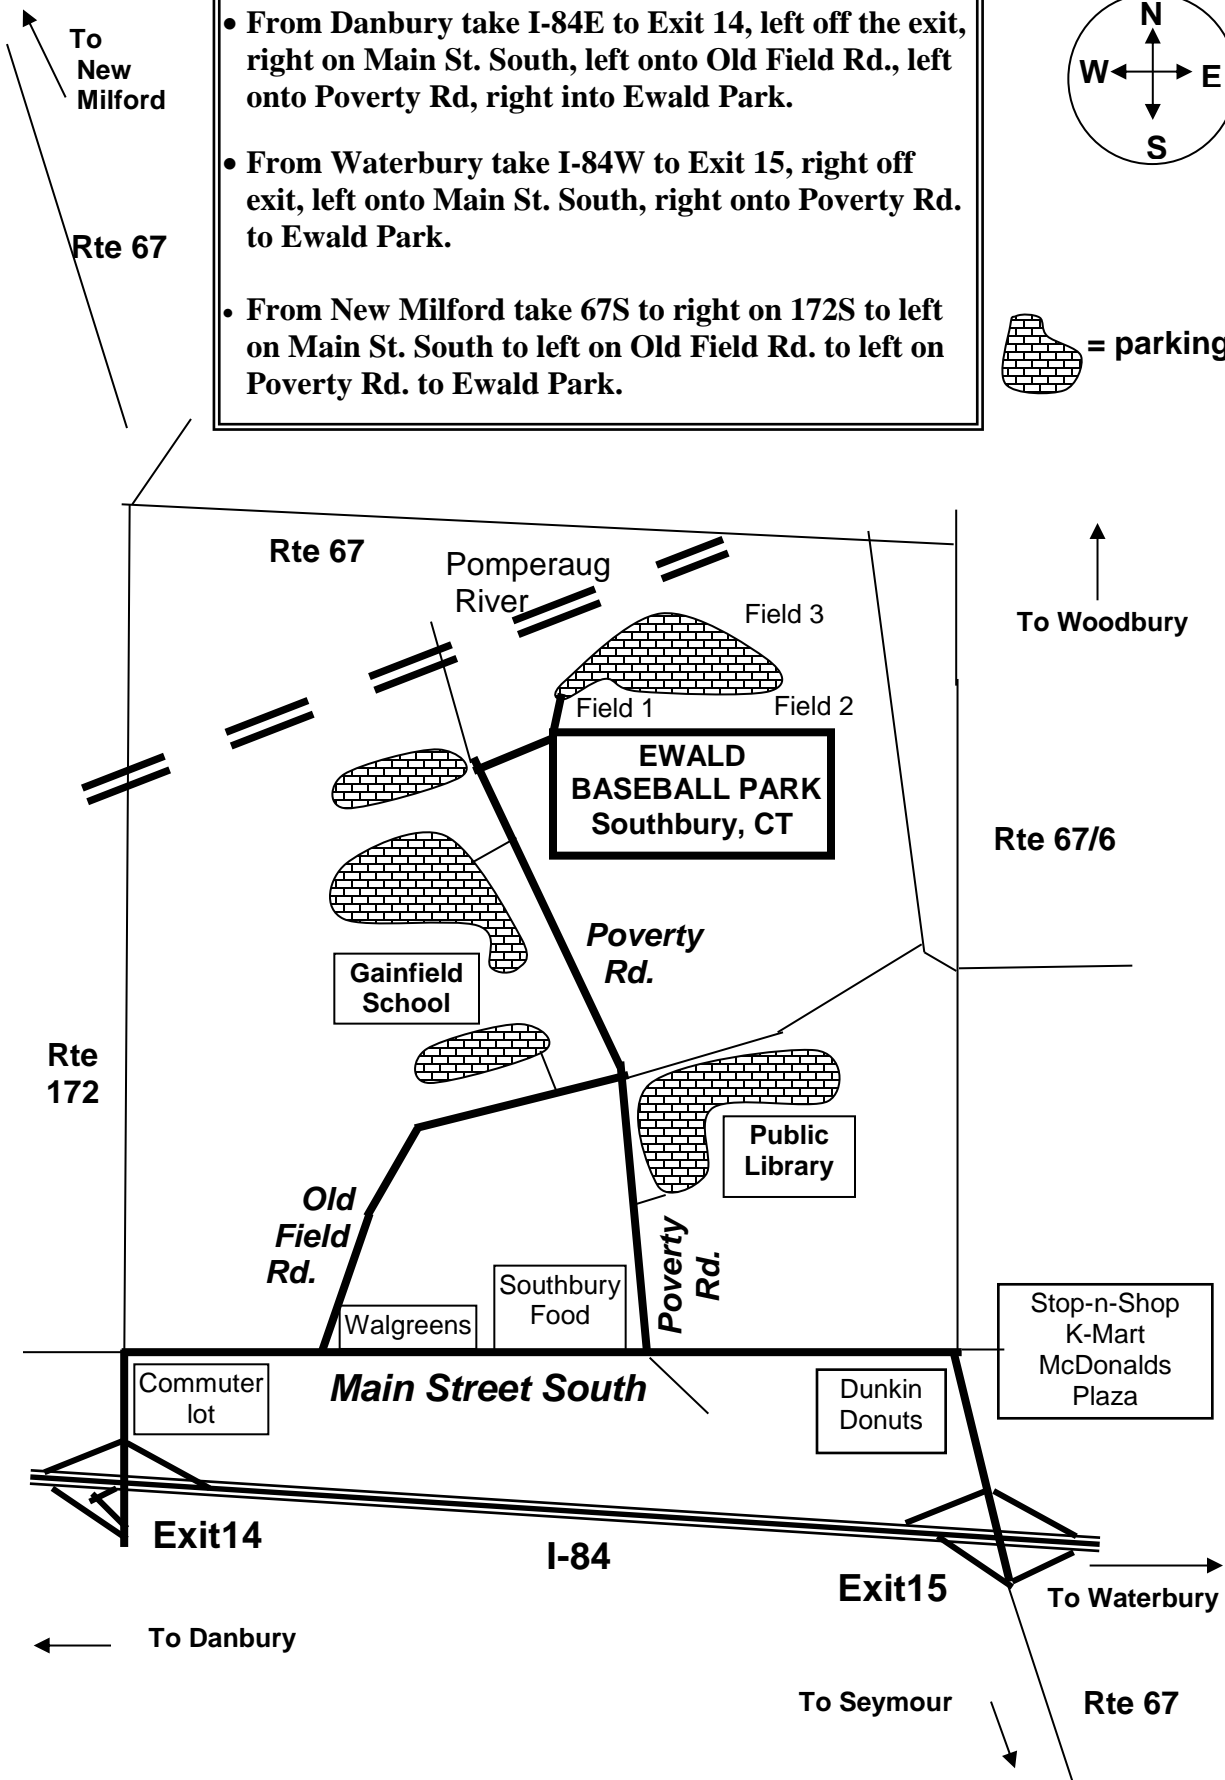 • From Danbury take I-84E to Exit 14, left off the exit,
right on Main St. South, left onto Old Field Rd., left
onto Poverty Rd, right into Ewald Park.
• From Waterbury take I-84W to Exit 15, right off
exit, left onto Main St. South, right onto Poverty Rd.
to Ewald Park.
• From New Milford take 67S to right on 172S to left
on Main St. South to left on Old Field Rd. to left on
Poverty Rd. to Ewald Park.
To
New
Milford
N
W
E
S
Rte 67
= parking
Rte 67
Pomperaug
River
Field 3
To Woodbury
Field 1
Field 2
EWALD
BASEBALL PARK
Southbury, CT
Rte 67/6
Poverty
Rd.
Gainfield
School
Rte
172
Public
Library
Old
Field
Rd.
Poverty
Rd.
Southbury
Food
Walgreens
Stop-n-Shop
K-Mart
McDonalds
Plaza
Commuter
lot
Main Street South
Dunkin
Donuts
Exit14
I-84
Exit15
To Waterbury
To Danbury
To Seymour
Rte 67